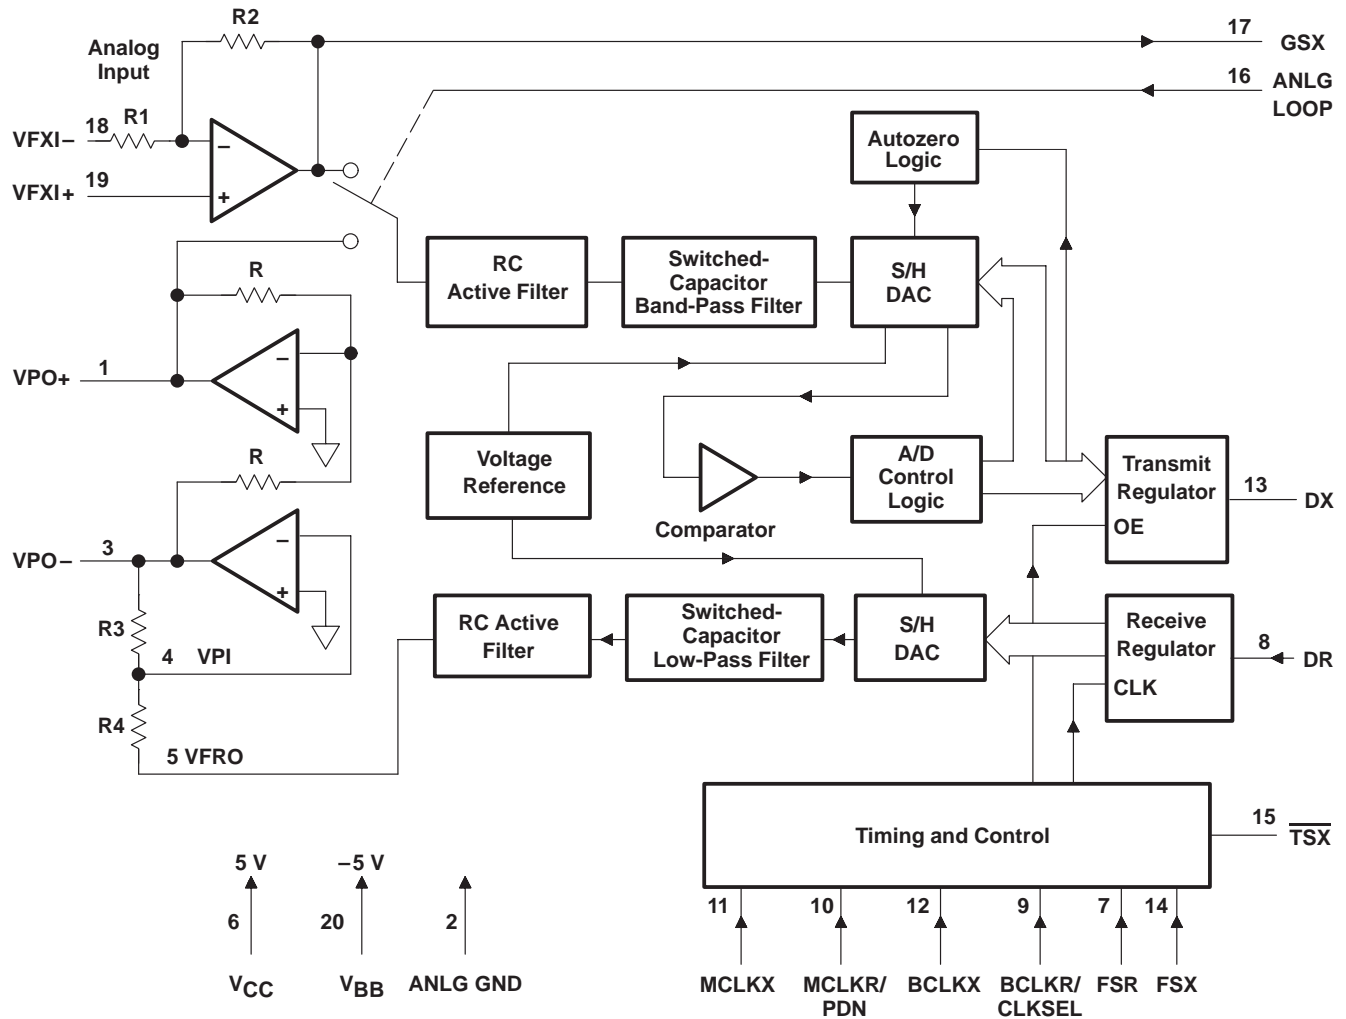 R2
17
GSX
Analog
Input
16
ANLG
LOOP
R1
18
VFXI−
−
Autozero
Logic
19
VFXI+
+
RC
Active Filter
Switched-
Capacitor
Band-Pass Filter
S/H
DAC
R
−
1
VPO+
+
Voltage
Reference
R
Comparator
A/D
Control
Logic
Transmit
Regulator
OE
13
DX
3
VPO−
−
+
R3
4 VPI
RC Active
Filter
Switched-
Capacitor
Low-Pass Filter
S/H
DAC
Receive
Regulator
CLK
8
DR
R4
5 VFRO
Timing and Control
15
TSX
5 V
−5 V
6
20
2
VCC
VBB
ANLG GND
11
10
12
9
7
14
MCLKX
MCLKR/
PDN
BCLKX
BCLKR/
CLKSEL
FSR
FSX